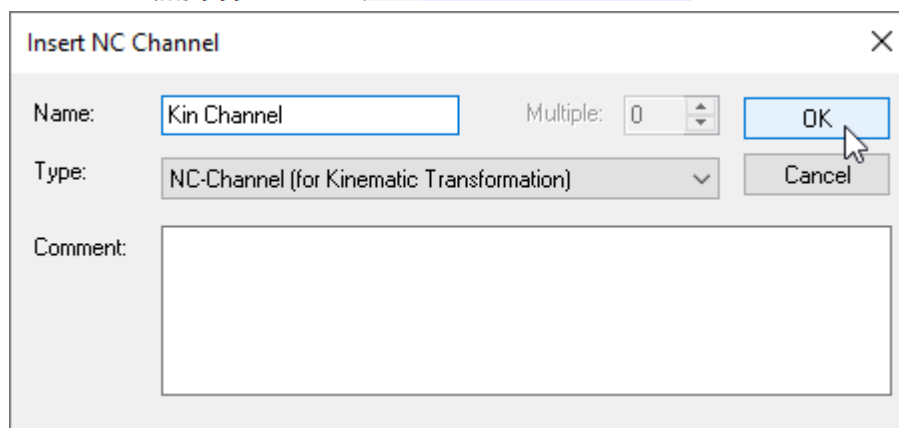 Insert NC Channel
Name: Kin Channel Multiple: 0 OK
Type: NC-Channel (for Kinematic Transformation) Cancel
Comment: